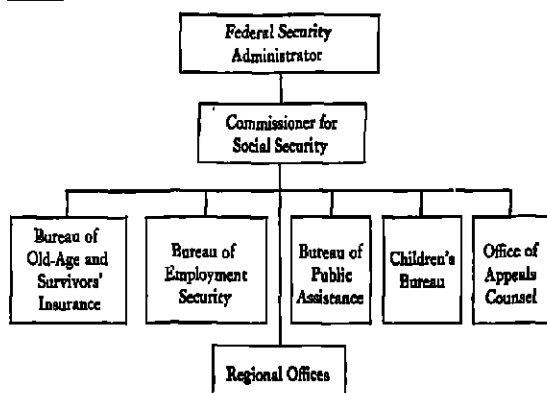 Federal Security
Administrator
Commissioner for
Social Security
Bureau of
Old-Age and
Survivors'
Insurance
Bureau of
Employment
Security
Bureau of
Public
Assistance
Children's
Bureau
Office of
Appeals
Counsel
Regional Offices